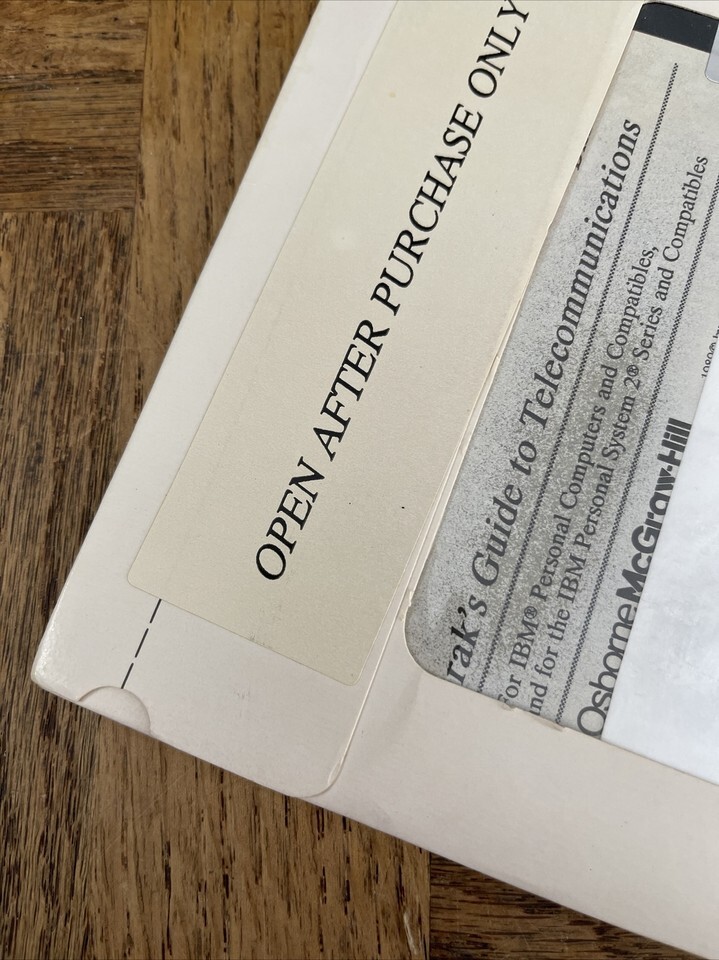 OPEN AFTER PURCHASE ONLY
rak's Guide to Telecommunications
For IBM® Personal Computers and Compatibles,
and for the IBM Personal System 2® Series and Compatibles
Osborne McGraw-Hill